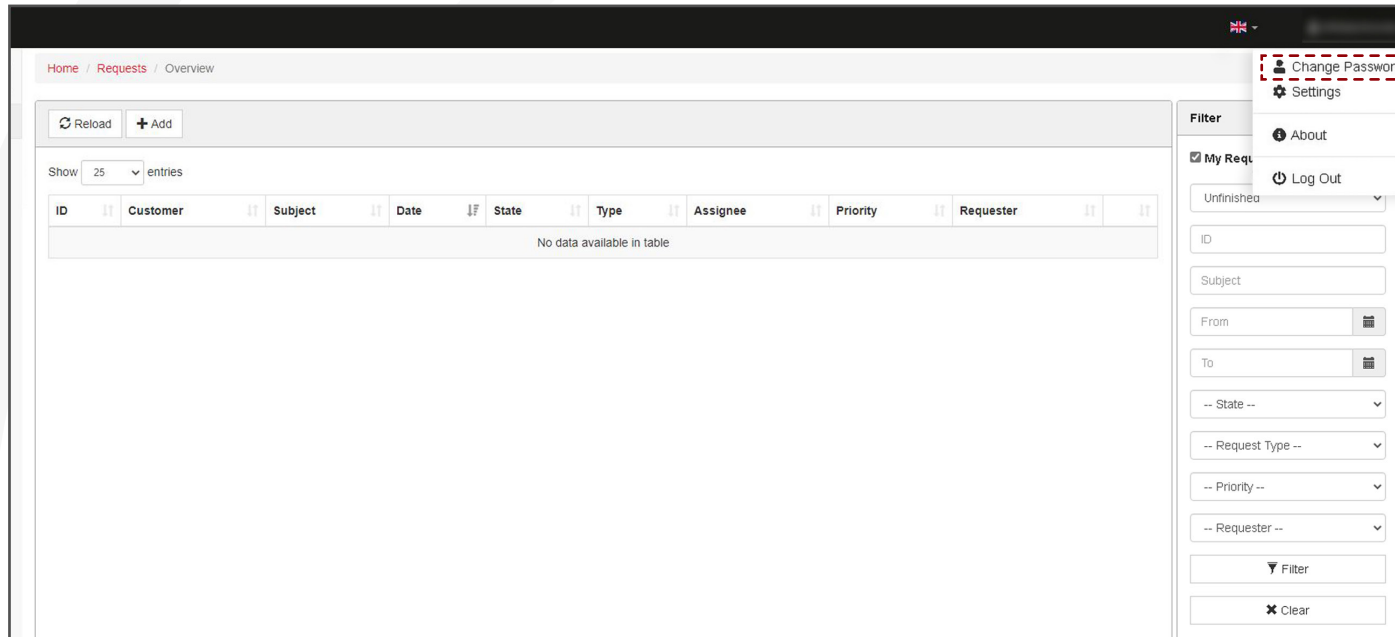 Home / Requests / Overview
Change Passwor
Settings
About
Log Out
Reload
Add
Show 25 entries
ID Customer Subject Date State Type Assignee Priority Requester
No data available in table
Filter
My Requ
Unfinished
ID
Subject
From
To
-- State --
-- Request Type --
-- Priority --
-- Requester --
Filter
Clear